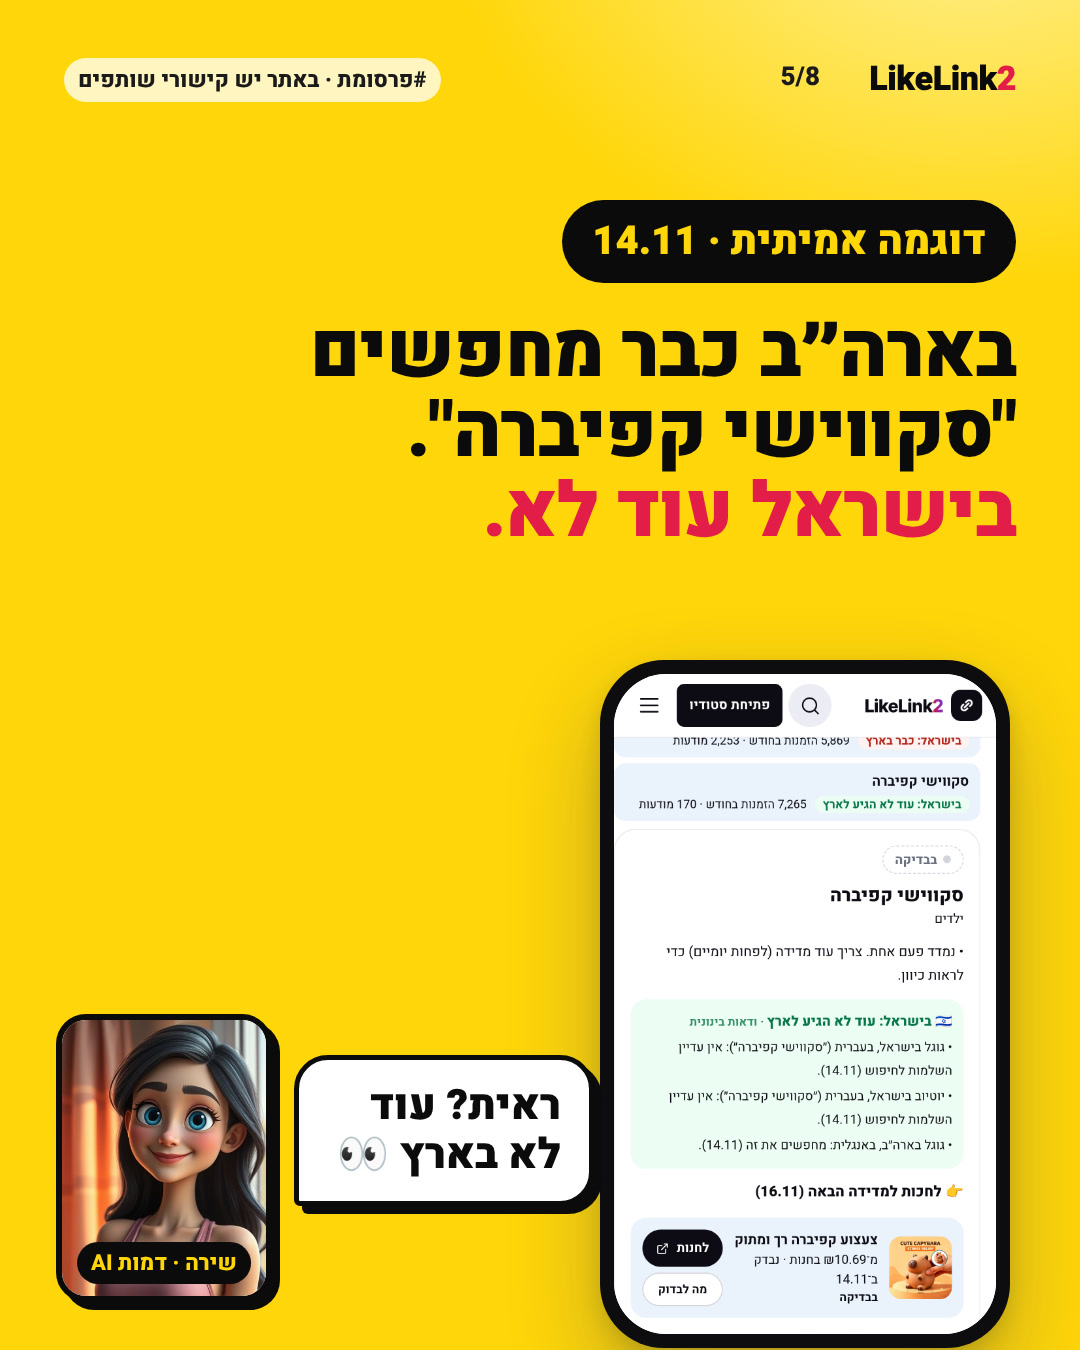 LikeLink2
5/8
#פרסומת · באתר יש קישורי שותפים
דוגמה אמיתית · 14.11
בארה״ב כבר מחפשים
"סקווישי קפיברה".
בישראל עוד לא.
LikeLink2
פתיחת סטודיו
בישראל: כבר בארץ 5,869 הזמנות בחודש · 2,253 מודעות
סקווישי קפיברה
בישראל: עוד לא הגיע לארץ 7,265 הזמנות בחודש · 170 מודעות
בבדיקה
סקווישי קפיברה
ילדים
• נמדד פעם אחת. צריך עוד מדידה (לפחות יומיים) כדי
לראות כיוון.
🇮🇱 בישראל: עוד לא הגיע לארץ · ודאות בינונית
• גוגל בישראל, בעברית ("סקווישי קפיברה"): אין עדיין
השלמות לחיפוש (14.11).
• יוטיוב בישראל, בעברית ("סקווישי קפיברה"): אין עדיין
השלמות לחיפוש (14.11).
• גוגל בארה"ב, באנגלית: מחפשים את זה (14.11).
👉 לחכות למדידה הבאה (16.11)
CUTE CAPYBARA
צעצוע קפיברה רך ומתוק
מ־₪10.69 בחנות · נבדק
ב־14.11
בבדיקה
לחנות
מה לבדוק
ראית? עוד
לא בארץ 👀
שירה · דמות AI